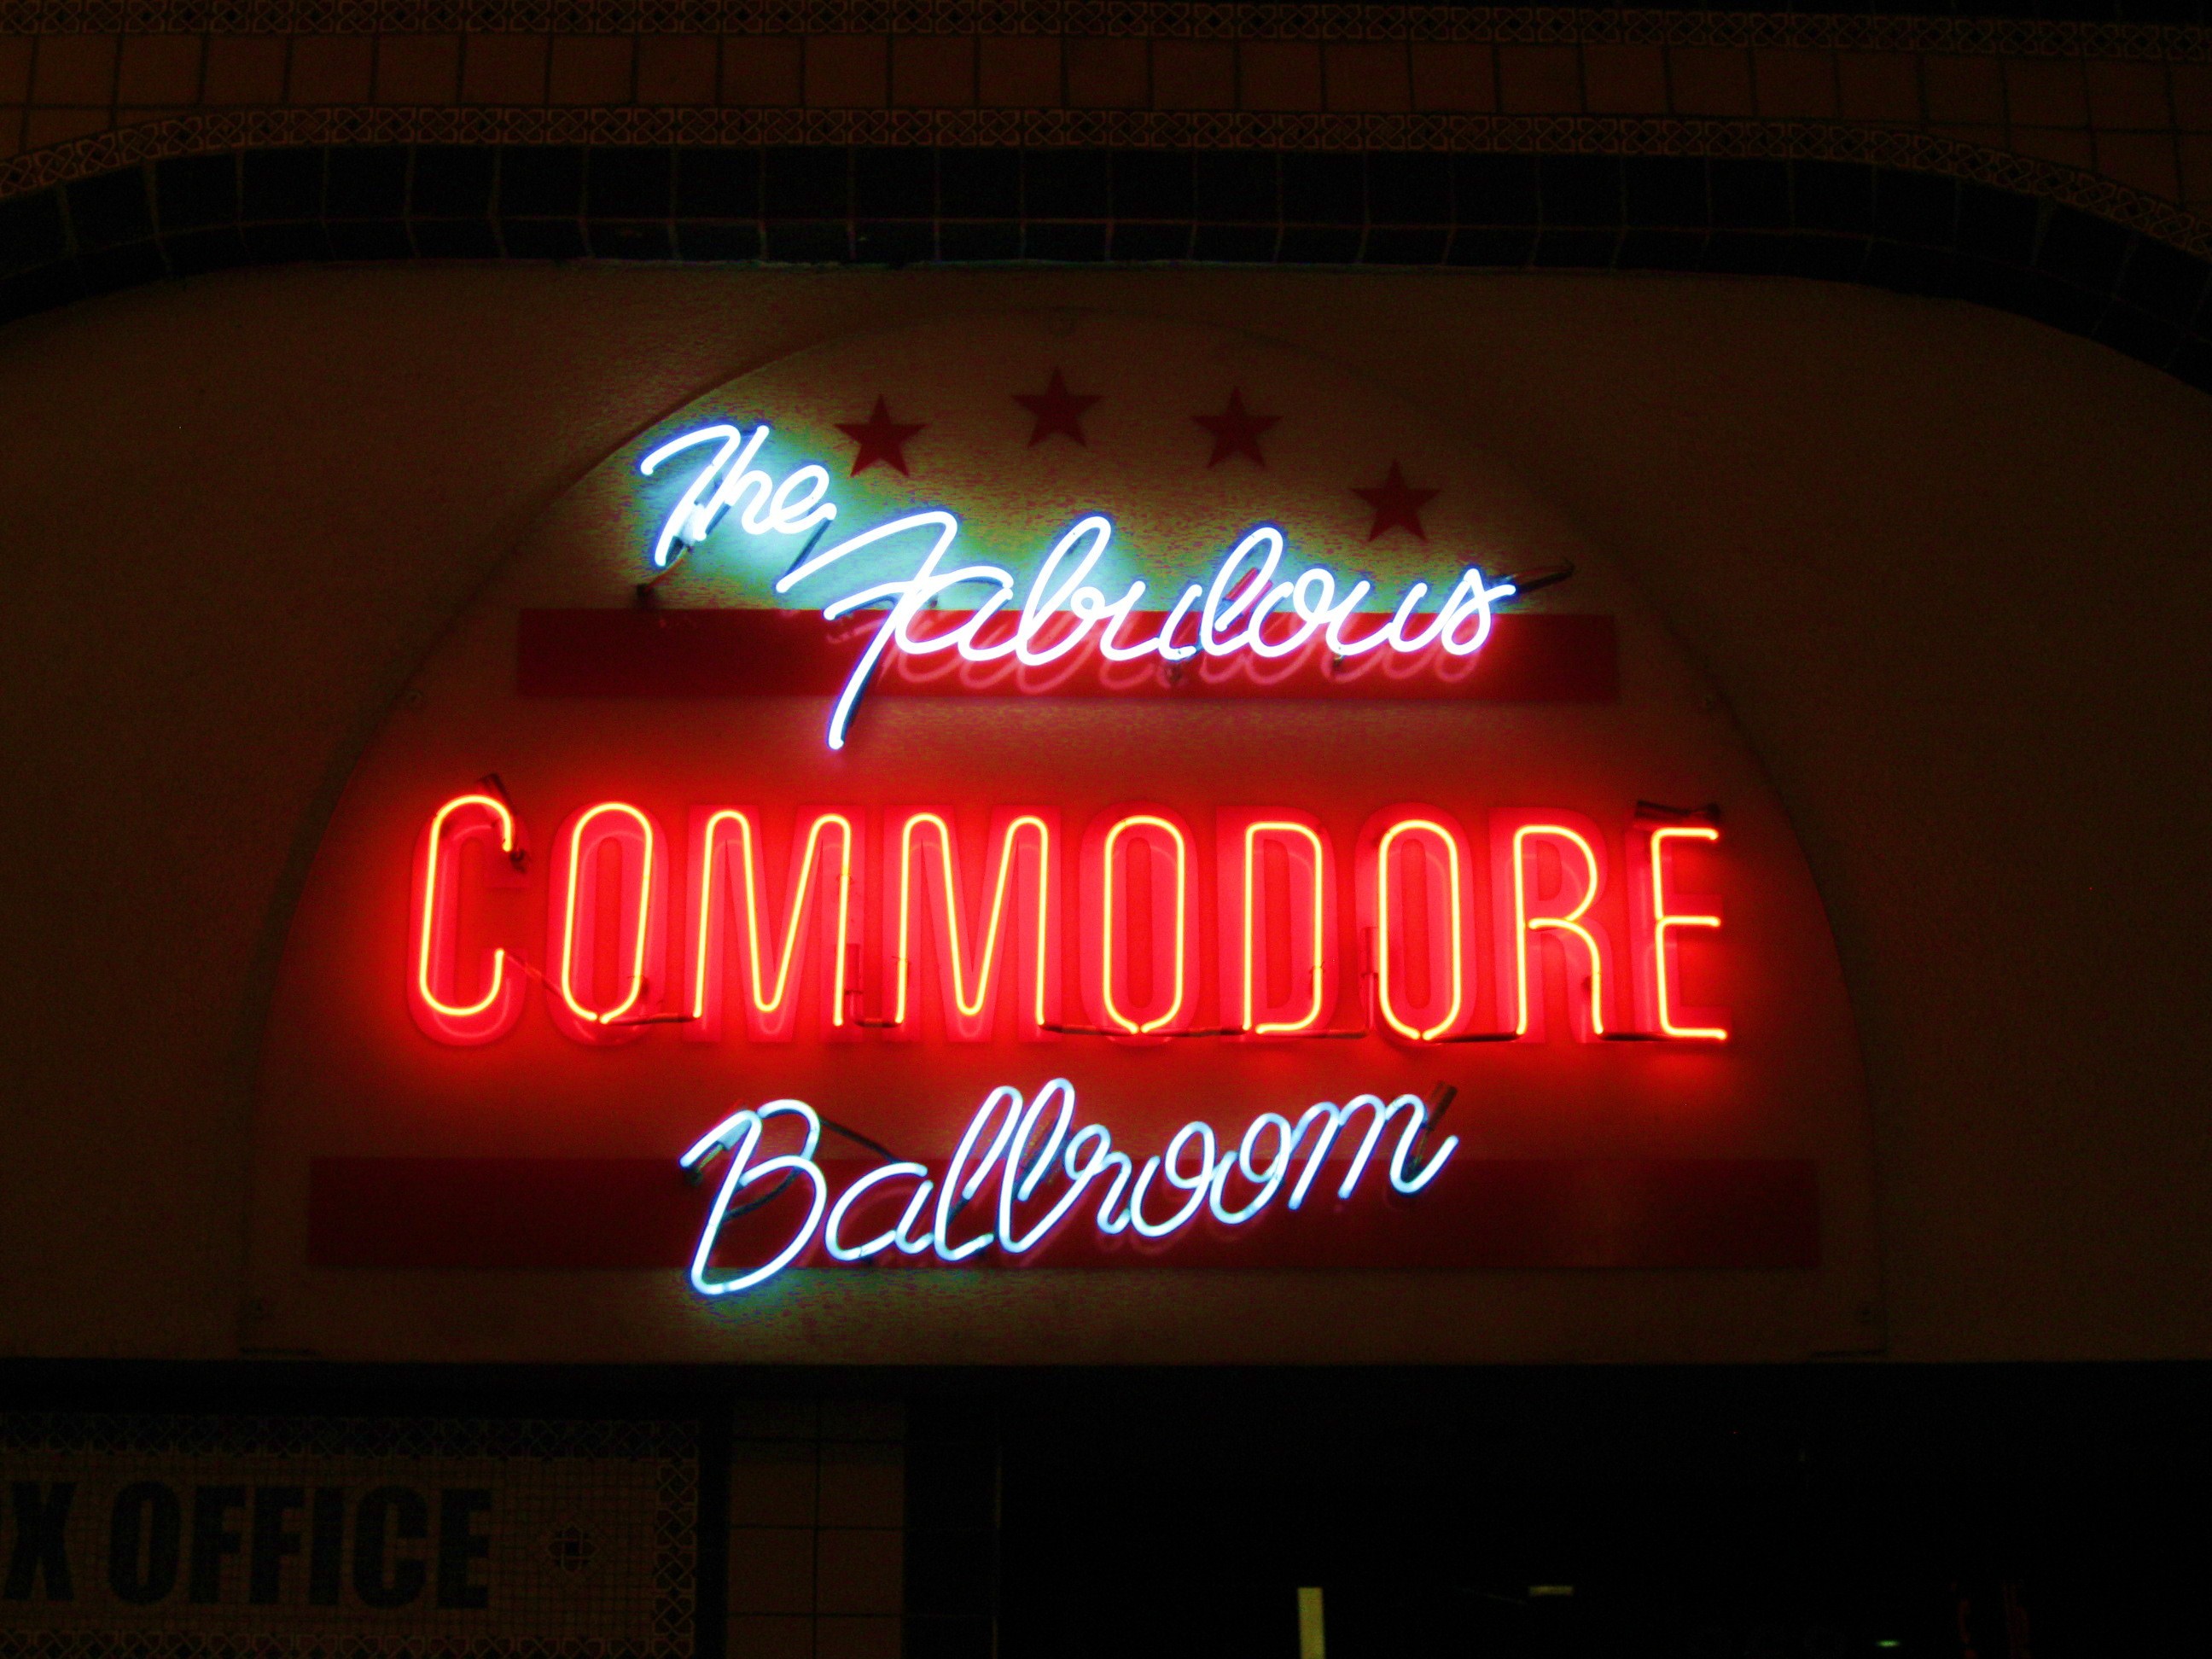 The
Fabulous
COMMODORE
Ballroom
X OFFICE